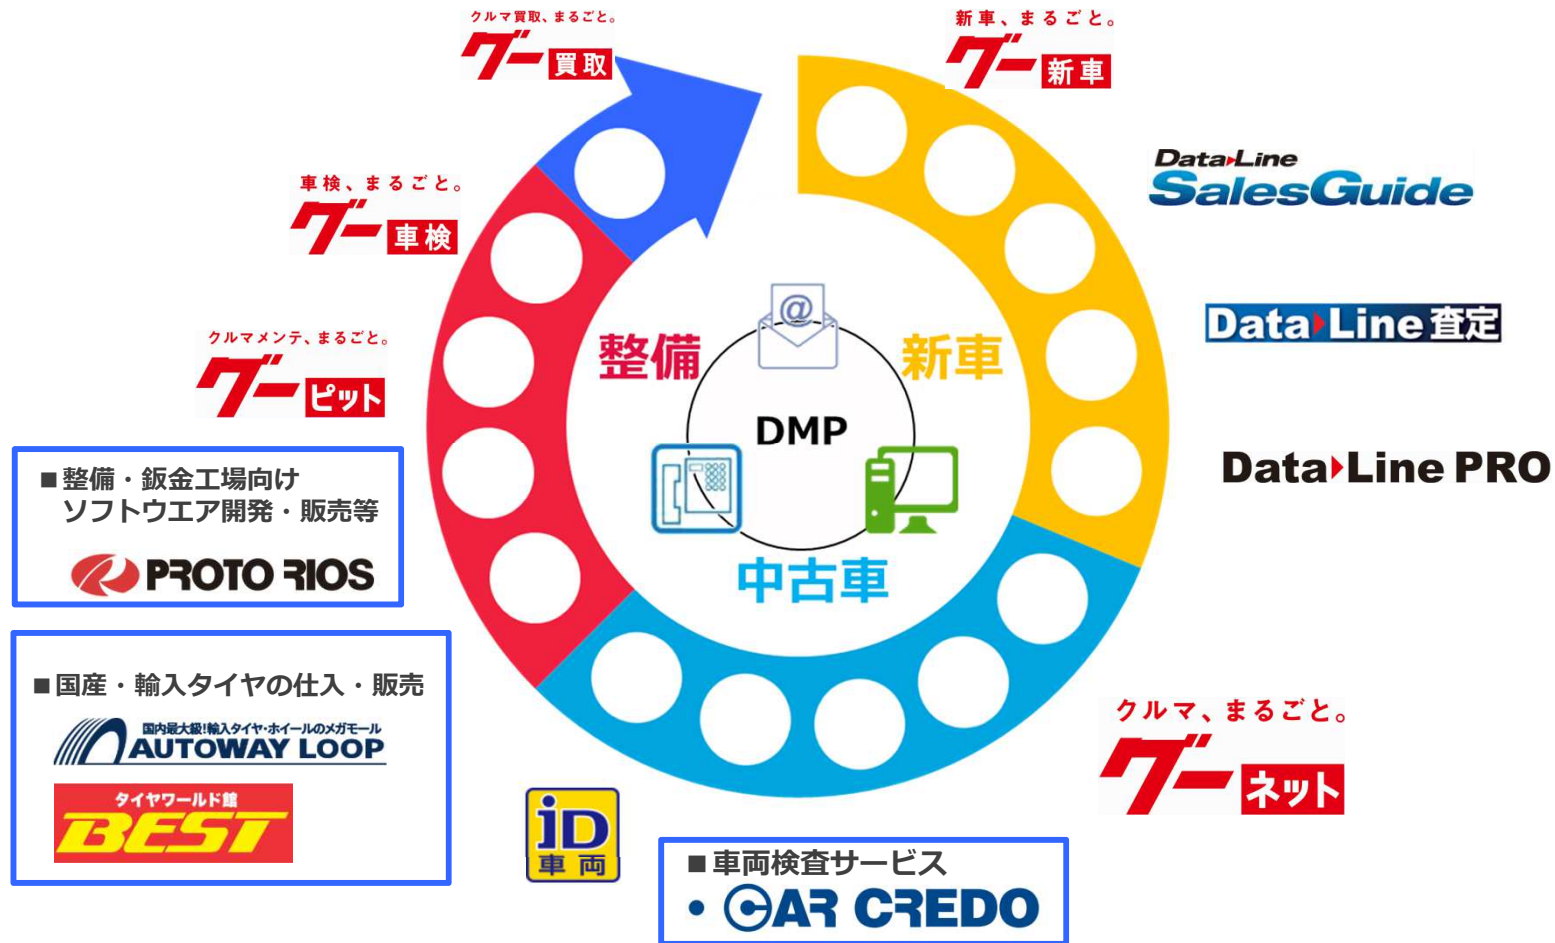 クルマ買取、まるごと。
グー買取
新車、まるごと。
グー新車
車検、まるごと。
グー車検
Data Line
SalesGuide
クルマメンテ、まるごと。
グーピット
Data Line 査定
Data Line PRO
整備
@
新車
DMP
中古車
■整備・鈑金工場向け
ソフトウエア開発・販売等
PROTO RIOS
■国産・輸入タイヤの仕入・販売
国内最大級!輸入タイヤ・ホイールのメガモール
AUTOWAY LOOP
タイヤワールド館
BEST
iD
車両
■車両検査サービス
• CAR CREDO
クルマ、まるごと。
グーネット